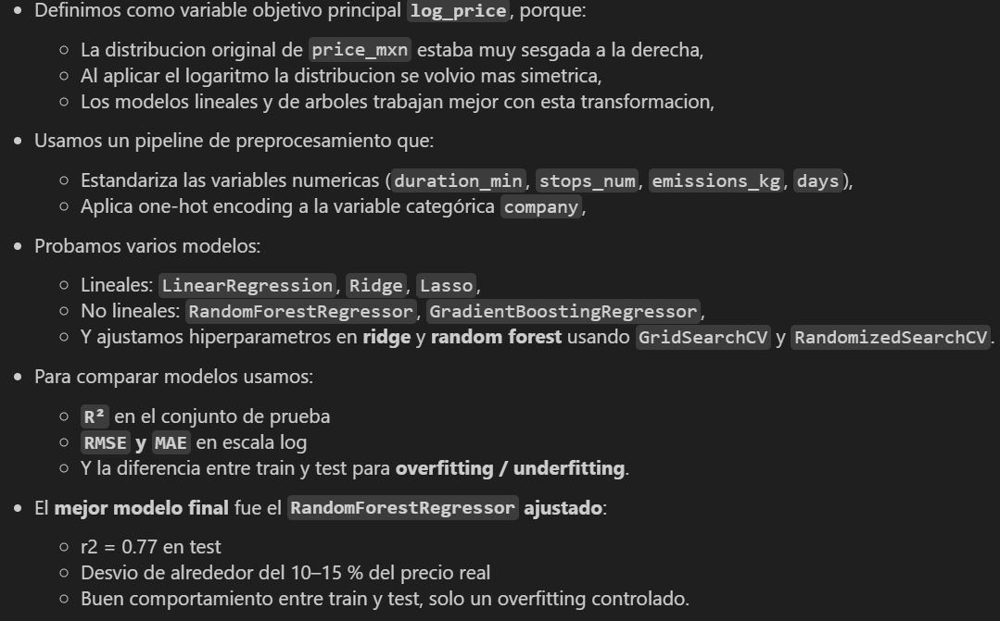 Definimos como variable objetivo principal log_price, porque:
La distribucion original de price_mxn estaba muy sesgada a la derecha,
Al aplicar el logaritmo la distribucion se volvio mas simetrica,
Los modelos lineales y de arboles trabajan mejor con esta transformacion,
Usamos un pipeline de preprocesamiento que:
Estandariza las variables numericas (duration_min, stops_num, emissions_kg, days),
Aplica one-hot encoding a la variable categórica company,
Probamos varios modelos:
Lineales: LinearRegression, Ridge, Lasso,
No lineales: RandomForestRegressor, GradientBoostingRegressor,
Y ajustamos hiperparametros en ridge y random forest usando GridSearchCV y RandomizedSearchCV.
Para comparar modelos usamos:
R² en el conjunto de prueba
RMSE y MAE en escala log
Y la diferencia entre train y test para overfitting / underfitting.
El mejor modelo final fue el RandomForestRegressor ajustado:
r2 = 0.77 en test
Desvio de alrededor del 10–15 % del precio real
Buen comportamiento entre train y test, solo un overfitting controlado.